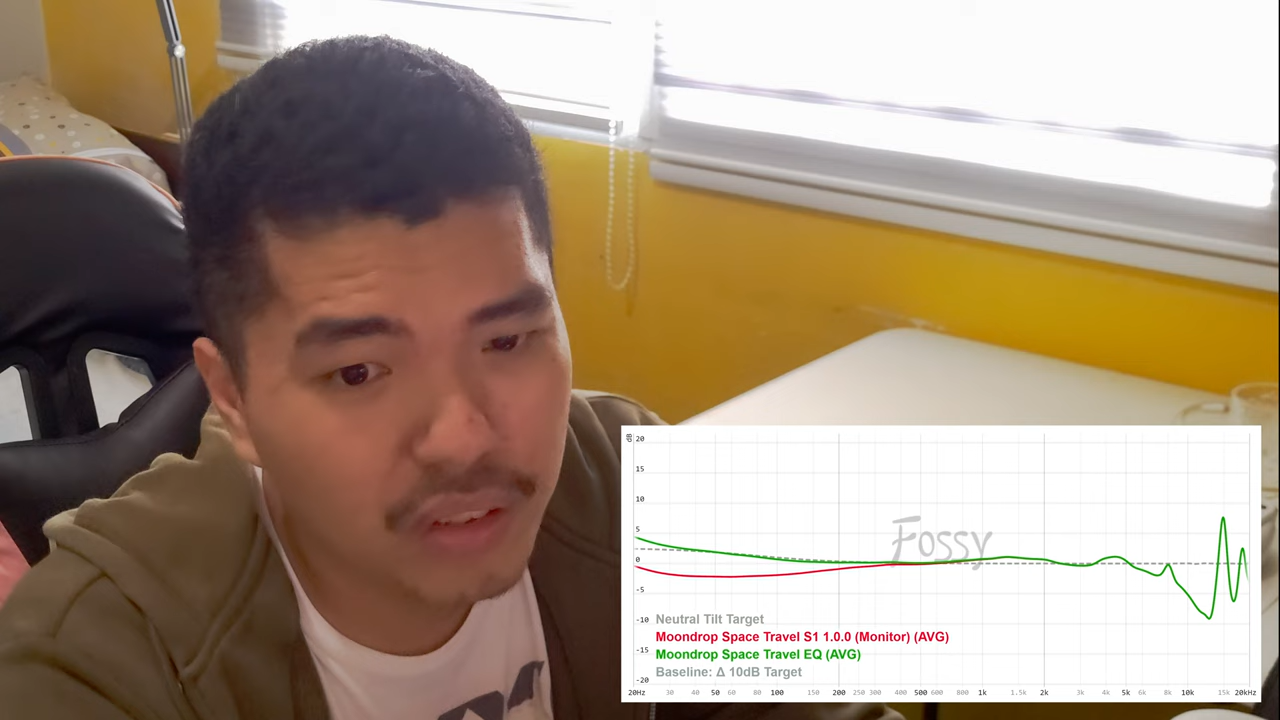 dB
20
15
10
5
0
-5
-10
-15
-20
Fossy
Neutral Tilt Target
Moondrop Space Travel S1 1.0.0 (Monitor) (AVG)
Moondrop Space Travel EQ (AVG)
Baseline: Δ 10dB Target
20Hz 30 40 50 60 80 100 150 200 250 300 400 500 600 800 1k 1.5k 2k 3k 4k 5k 6k 8k 10k 15k 20kHz